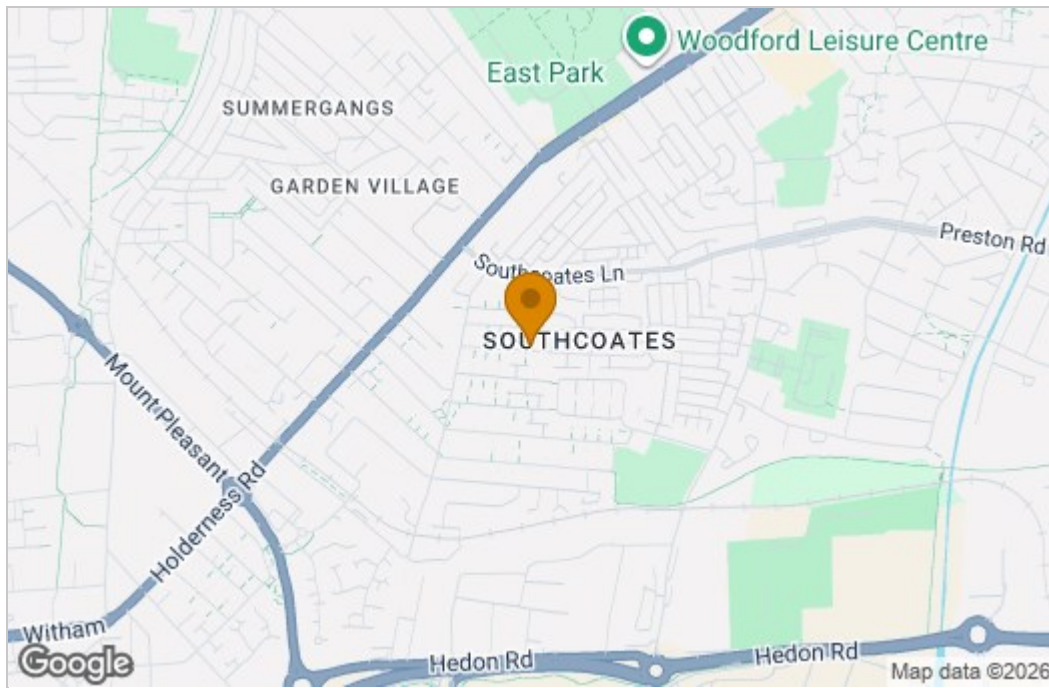 Woodford Leisure Centre
East Park
SUMMERGANGS
GARDEN VILLAGE
Preston Rd
Southcoates Ln
SOUTHCOATES
Mount Pleasant
Holderness Rd
Witham
Hedon Rd
Hedon Rd
Google
Map data ©2026